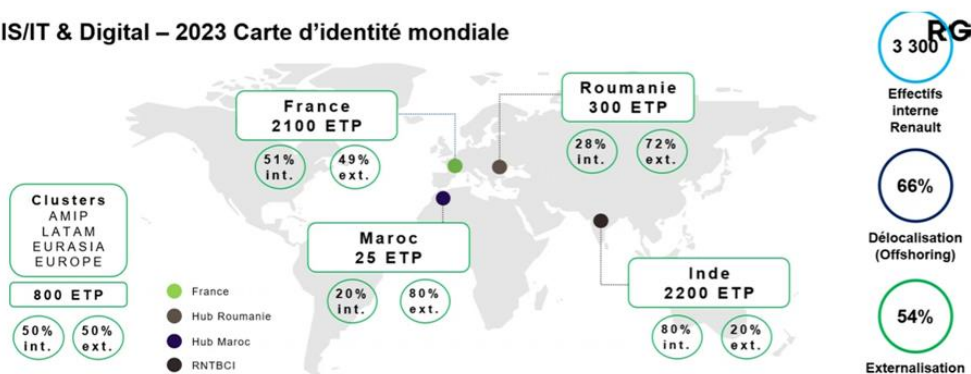 IS/IT & Digital – 2023 Carte d’identité mondiale
RG
3 300
Effectifs
interne
Renault
66%
Délocalisation
(Offshoring)
54%
Externalisation
France
2100 ETP
51%
int.
49%
ext.
Roumanie
300 ETP
28%
int.
72%
ext.
Clusters
AMIP
LATAM
EURASIA
EUROPE
800 ETP
50%
int.
50%
ext.
Maroc
25 ETP
20%
int.
80%
ext.
Inde
2200 ETP
80%
int.
20%
ext.
France
Hub Roumanie
Hub Maroc
RNTBCI